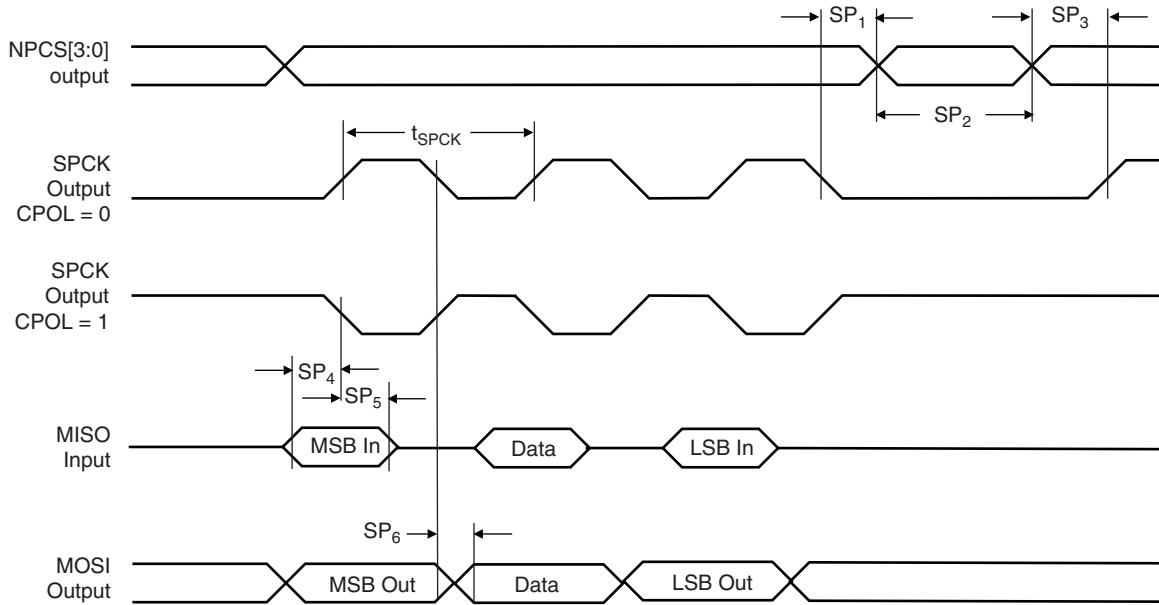 SP1
SP3
NPCS[3:0]
output
SP2
tSPCK
SPCK
Output
CPOL = 0
SPCK
Output
CPOL = 1
SP4
SP5
MISO
Input
MSB In
Data
LSB In
SP6
MOSI
Output
MSB Out
Data
LSB Out